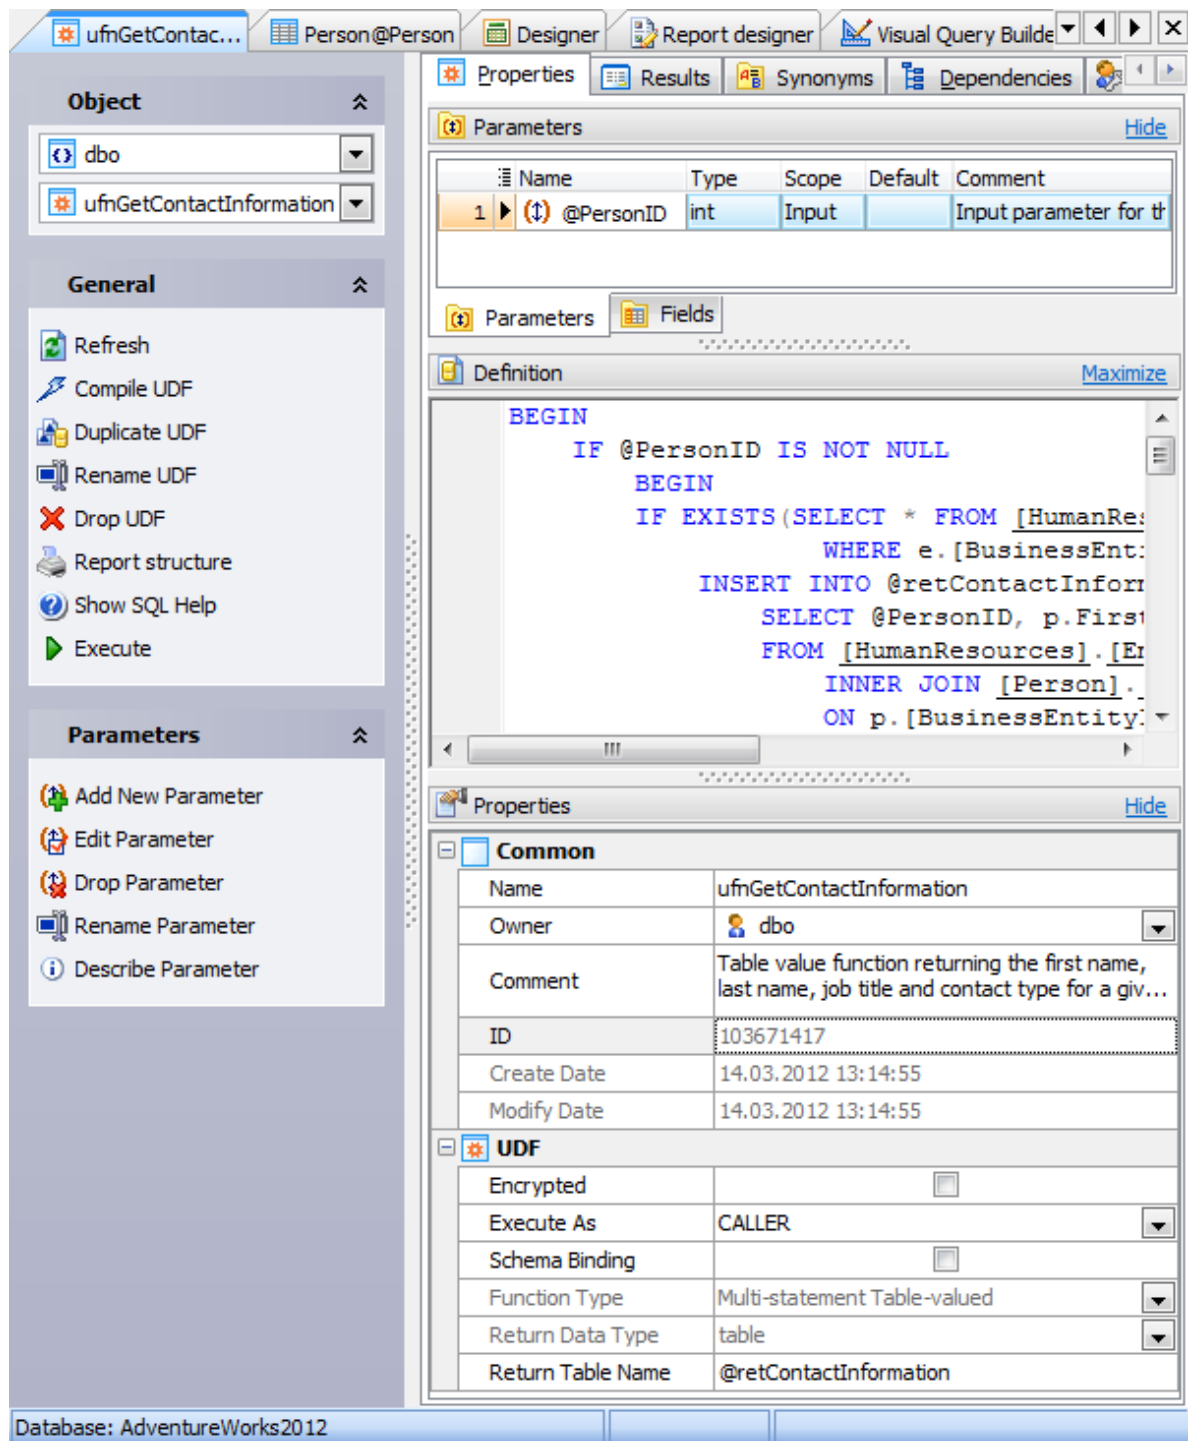 ufnGetContac... Person@Person Designer Report designer Visual Query Builde
Properties Results Synonyms Dependencies
Object
dbo
ufnGetContactInformation
General
Refresh
Compile UDF
Duplicate UDF
Rename UDF
Drop UDF
Report structure
Show SQL Help
Execute
Parameters
Add New Parameter
Edit Parameter
Drop Parameter
Rename Parameter
Describe Parameter
Parameters Hide
Name Type Scope Default Comment
1 @PersonID int Input Input parameter for th
Parameters Fields
Definition Maximize
BEGIN
IF @PersonID IS NOT NULL
BEGIN
IF EXISTS(SELECT * FROM [HumanRes
WHERE e.[BusinessEnt
INSERT INTO @retContactInfor
SELECT @PersonID, p.First
FROM [HumanResources].[Em
INNER JOIN [Person].
ON p.[BusinessEntity
Properties Hide
Common
Name ufnGetContactInformation
Owner dbo
Comment Table value function returning the first name,
last name, job title and contact type for a giv...
ID 103671417
Create Date 14.03.2012 13:14:55
Modify Date 14.03.2012 13:14:55
UDF
Encrypted
Execute As CALLER
Schema Binding
Function Type Multi-statement Table-valued
Return Data Type table
Return Table Name @retContactInformation
Database: AdventureWorks2012